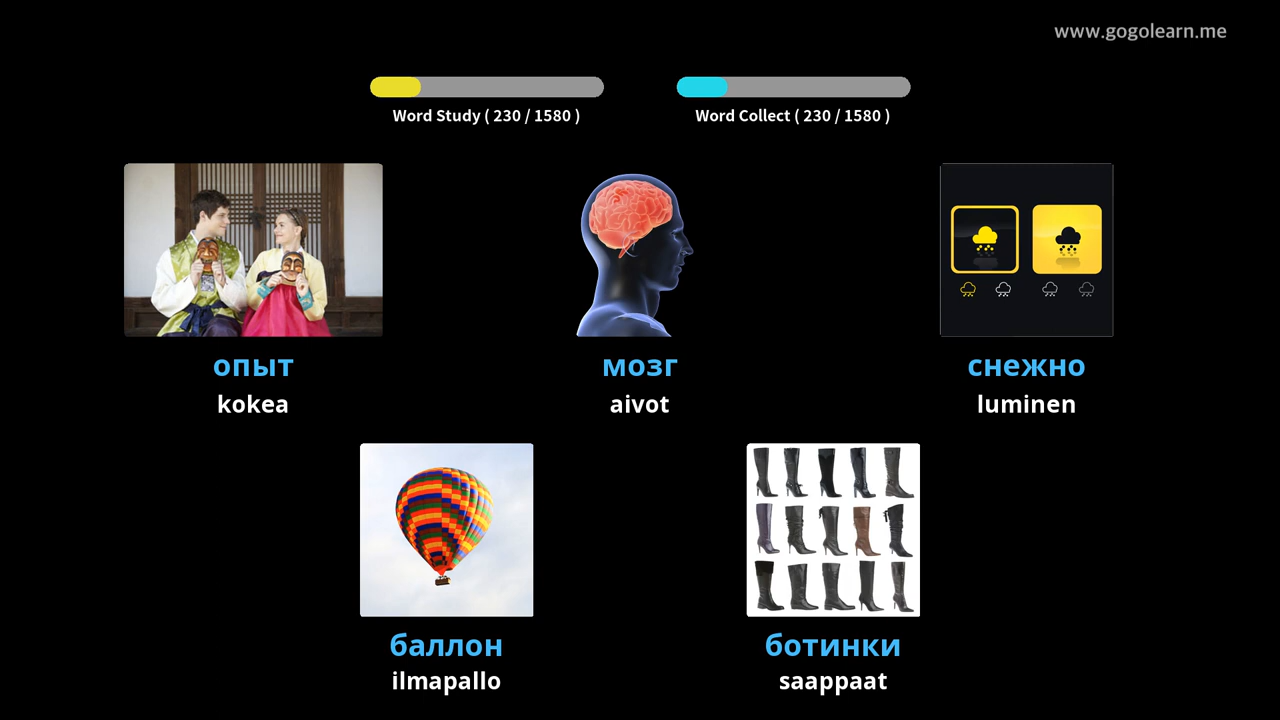 www.gogolearn.me
Word Study ( 230 / 1580 )
Word Collect ( 230 / 1580 )
опыт
kokea
мозг
aivot
снежно
luminen
баллон
ilmapallo
ботинки
saappaat